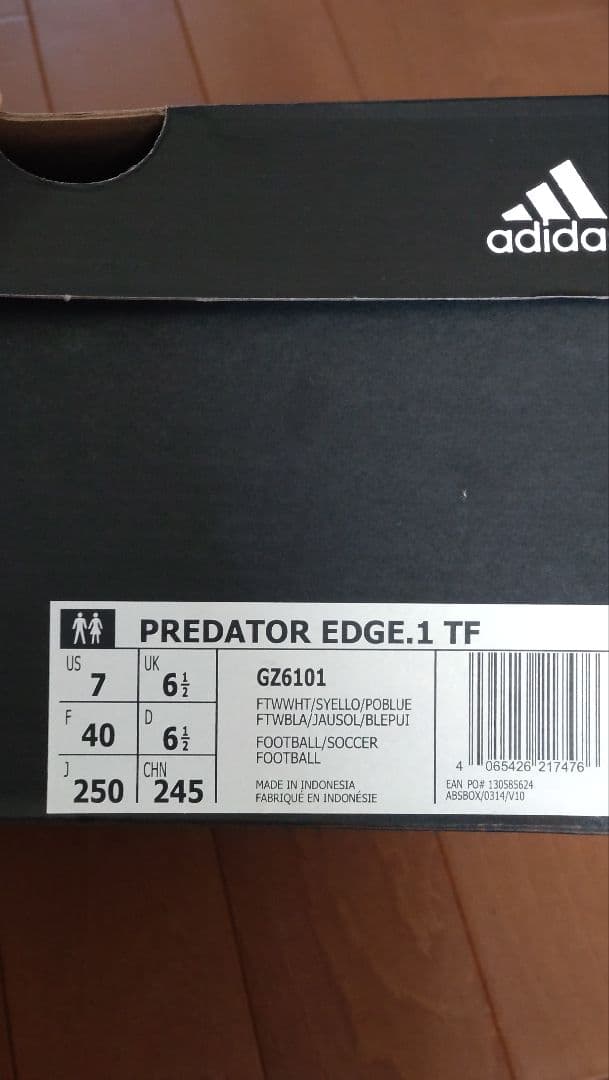 adida
PREDATOR EDGE.1 TF
US 7 UK 6½
F 40 D 6½
J 250 CHN 245
GZ6101
FTWWHT/SYELLO/POBLUE
FTWBLA/JAUSOL/BLEPUI
FOOTBALL/SOCCER
FOOTBALL
MADE IN INDONESIA
FABRIQUÉ EN INDONÉSIE
4 065426 217476
EAN PO# 130585624
ABSBOX/0314/V10